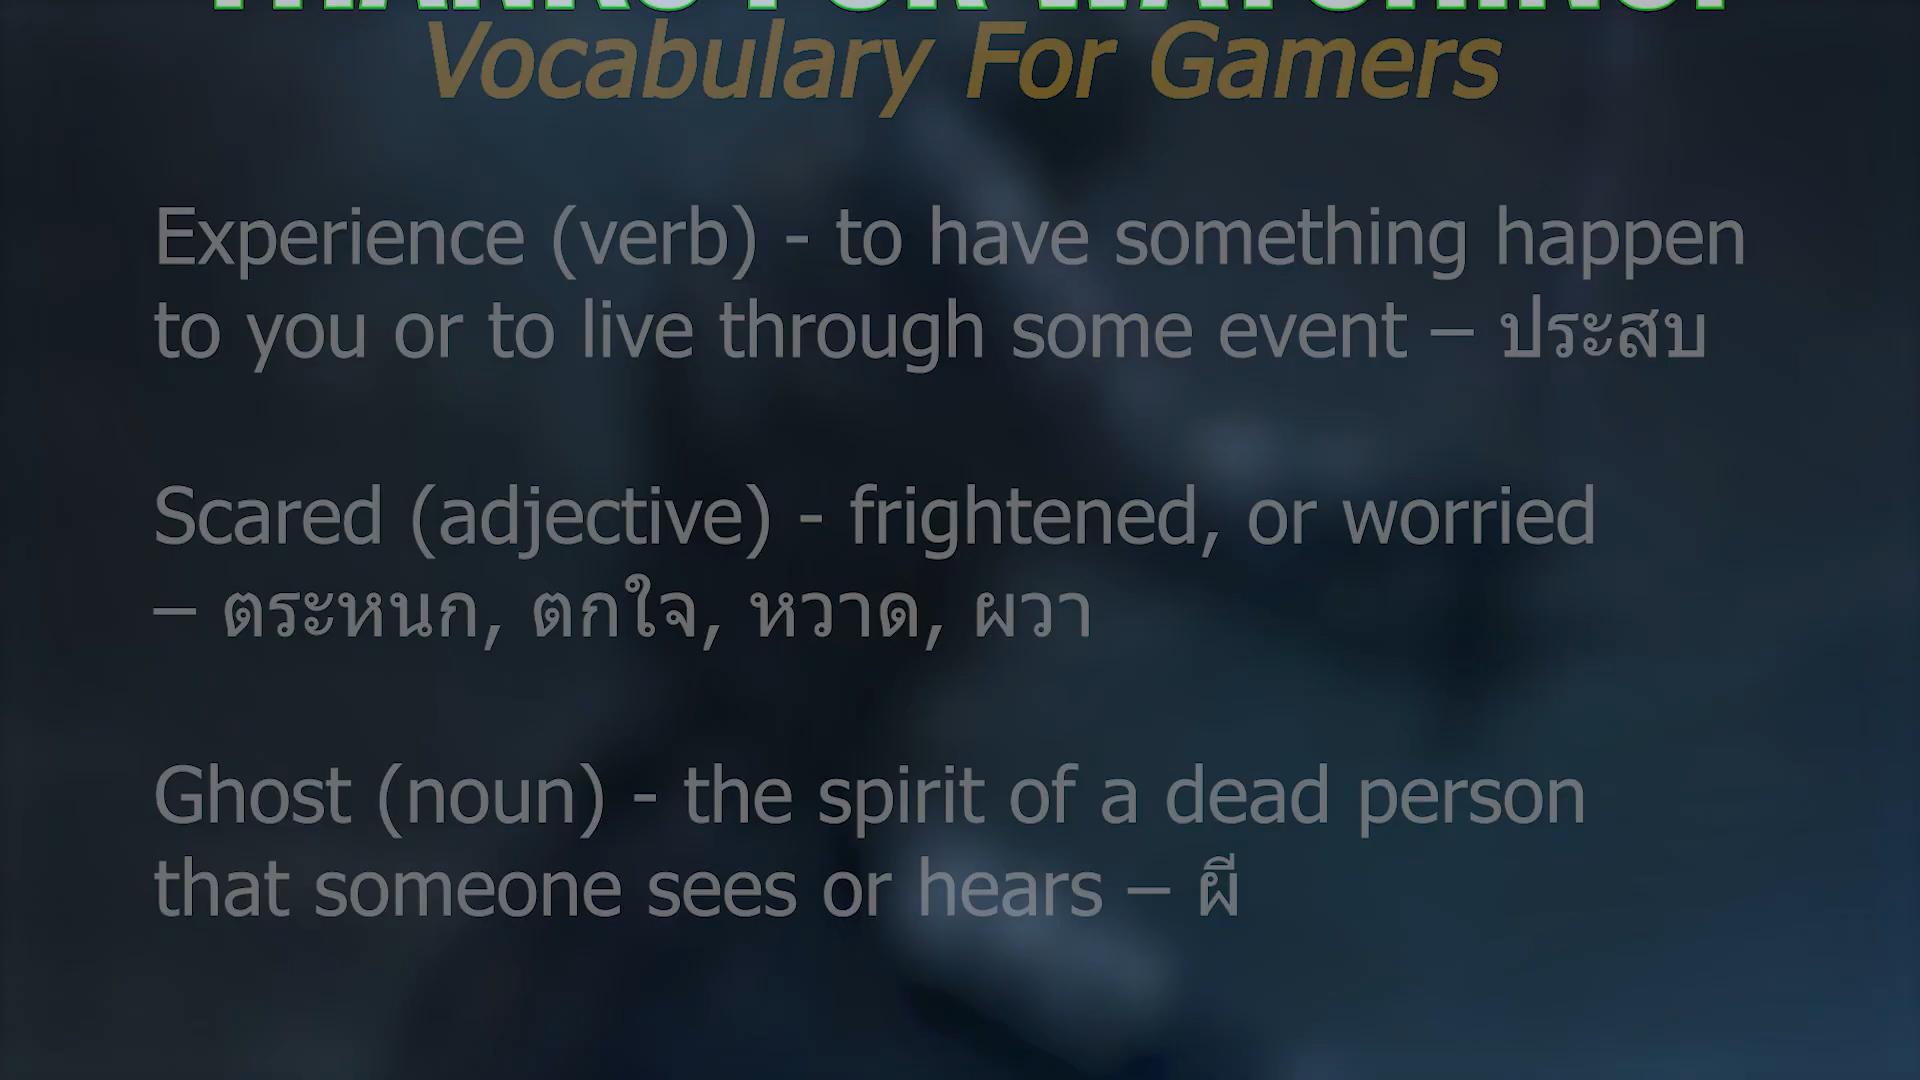 THANKS FOR WATCHING!
Vocabulary For Gamers
Experience (verb) - to have something happen
to you or to live through some event – ประสบ
Scared (adjective) - frightened, or worried
– ตระหนก, ตกใจ, หวาด, ผวา
Ghost (noun) - the spirit of a dead person
that someone sees or hears – ผี